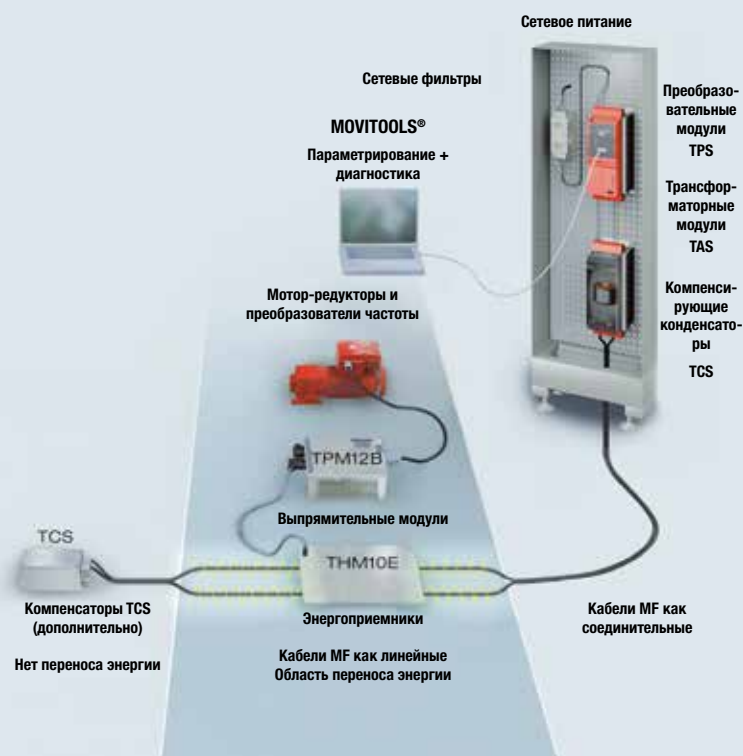 Сетевое питание
Сетевые фильтры
Преобразо-
вательные
модули
TPS
MOVITOOLS®
Параметрирование +
диагностика
Трансфор-
маторные
модули
TAS
Мотор-редукторы и
преобразователи частоты
Компенси-
рующие
конденсато-
ры
TCS
TPM12B
Выпрямительные модули
TCS
THM10E
Компенсаторы TCS
(дополнительно)
Энергоприемники
Кабели MF как
соединительные
Нет переноса энергии
Кабели MF как линейные
Область переноса энергии